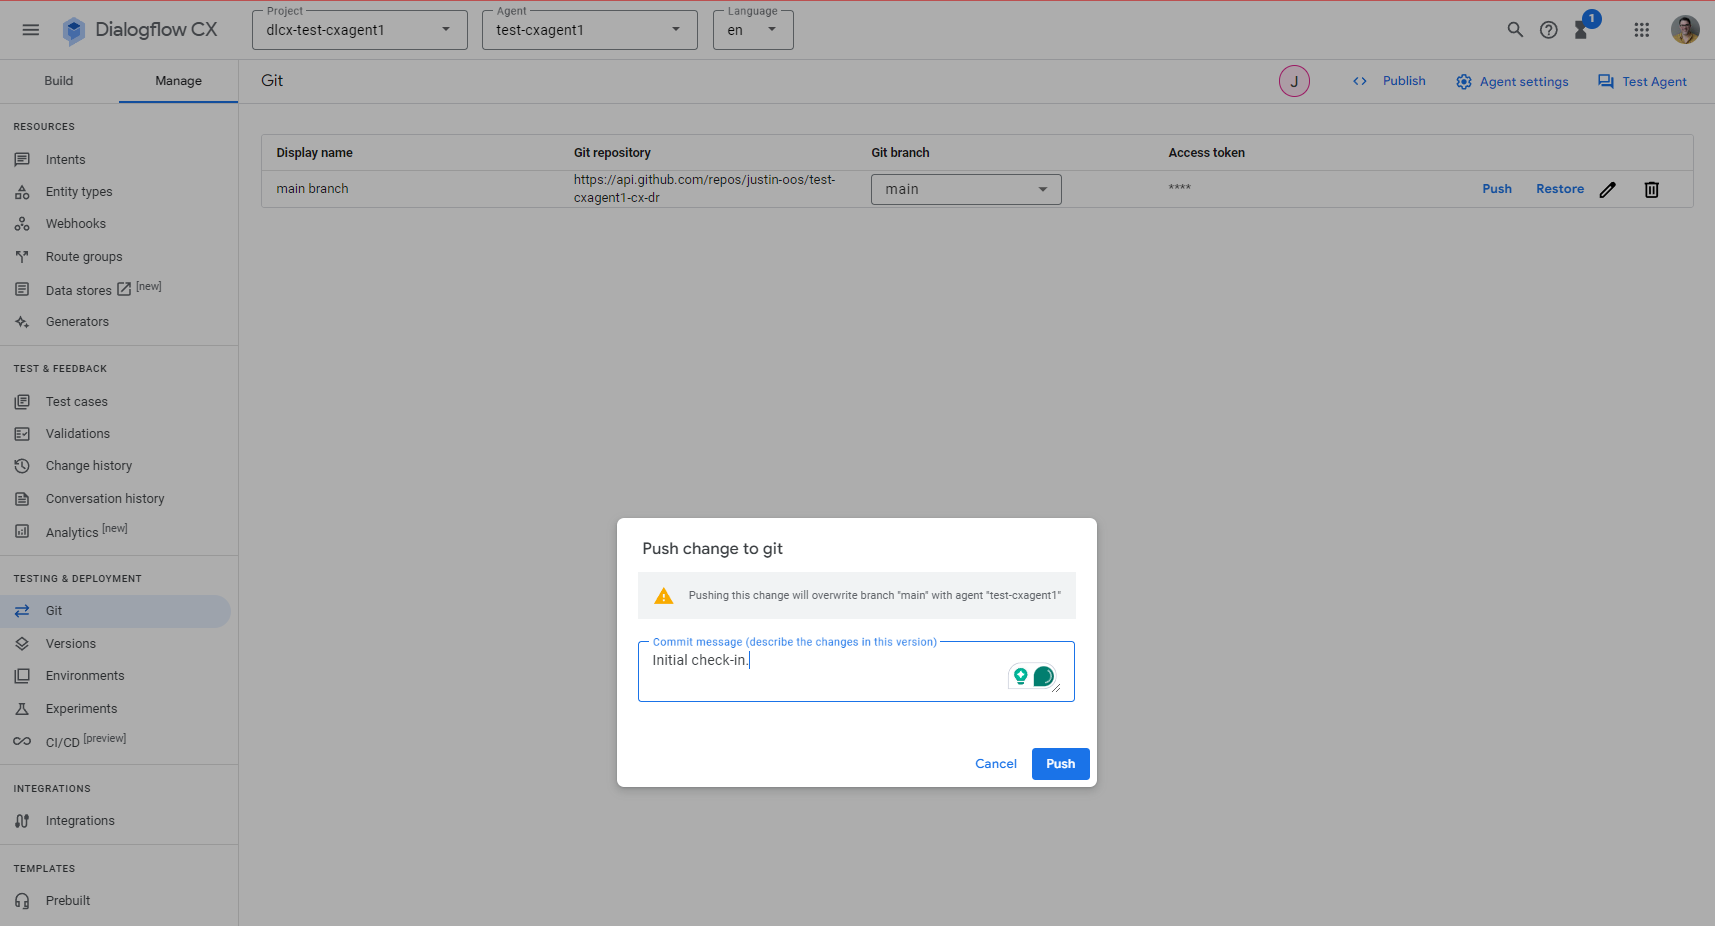 Project
Agent
Language
Dialogflow CX
dlcx-test-cxagent1
test-cxagent1
en
1
Build
Manage
Git
J
Publish
Agent settings
Test Agent
RESOURCES
Intents
Entity types
Webhooks
Route groups
Data stores [new]
Generators
TEST & FEEDBACK
Test cases
Validations
Change history
Conversation history
Analytics [new]
TESTING & DEPLOYMENT
Git
Versions
Environments
Experiments
CI/CD [preview]
INTEGRATIONS
Integrations
TEMPLATES
Prebuilt
Display name
Git repository
Git branch
Access token
main branch
https://api.github.com/repos/justin-oos/test-
cxagent1-cx-dr
main
****
Push
Restore
Push change to git
Pushing this change will overwrite branch "main" with agent "test-cxagent1"
Commit message (describe the changes in this version)
Initial check-in.
Cancel
Push